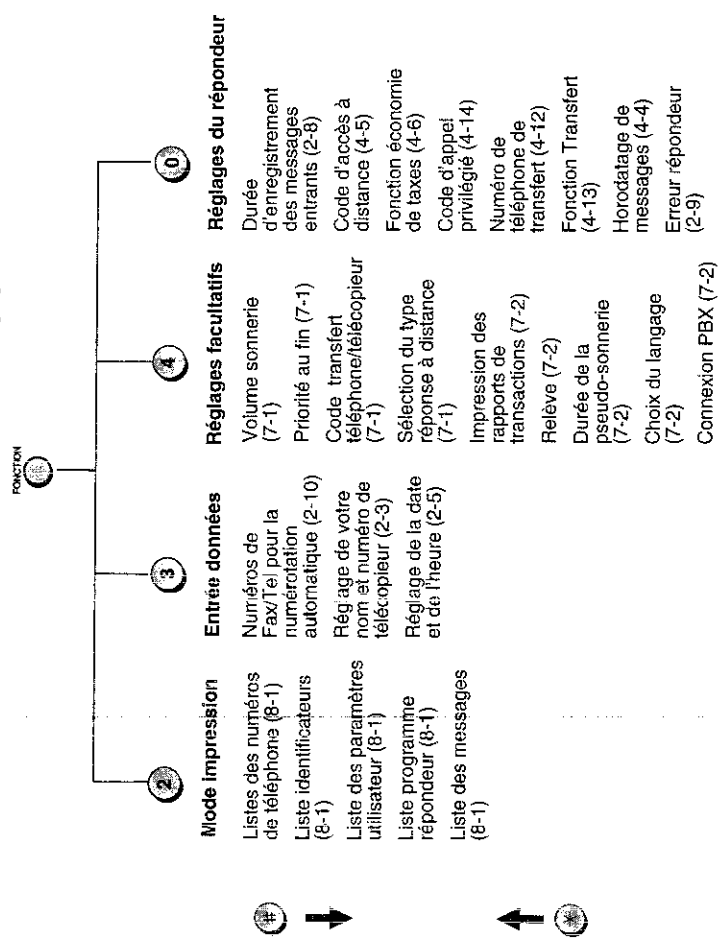 FONCTION
2
Mode impression
Listes des numéros
de téléphone (8-1)
Liste identificateurs
(8-1)
Liste des paramètres
utilisateur (8-1)
Liste programme
répondeur (8-1)
Liste des messages
(8-1)
3
Entrée données
Numéros de
Fax/Tel pour la
numérotation
automatique (2-10)
Réglage de votre
nom et numéro de
télécopieur (2-3)
Réglage de la date
et de l'heure (2-5)
4
Réglages facultatifs
Volume sonnerie
(7-1)
Priorité au fin (7-1)
Code transfert
téléphone/télécopieur
(7-1)
Sélection du type
réponse à distance
(7-1)
Impression des
rapports de
transactions (7-2)
Relève (7-2)
Durée de la
pseudo-sonnerie
(7-2)
Choix du langage
(7-2)
Connexion PBX (7-2)
0
Réglages du répondeur
Durée
d'enregistrement
des messages
entrants (2-8)
Code d'accès à
distance (4-5)
Fonction économie
de taxes (4-6)
Code d'appel
privilégié (4-14)
Numéro de
téléphone de
transfert (4-12)
Fonction Transfert
(4-13)
Horodatage de
messages (4-4)
Erreur répondeur
(2-9)
#
*